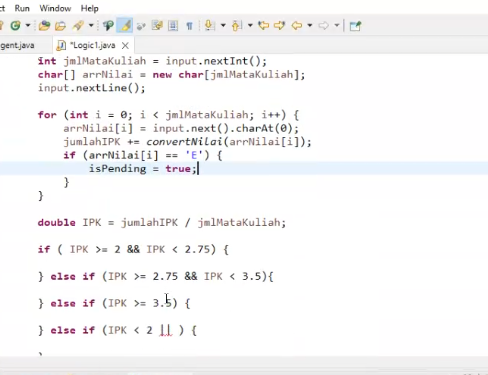 Run Window Help
gent.java *Logic1.java
int jmlMataKuliah = input.nextInt();
char[] arrNilai = new char[jmlMataKuliah];
input.nextLine();
for (int i = 0; i < jmlMataKuliah; i++) {
arrNilai[i] = input.next().charAt(0);
jumlahIPK += convertNilai(arrNilai[i]);
if (arrNilai[i] == 'E') {
isPending = true;
}
}
double IPK = jumlahIPK / jmlMataKuliah;
if ( IPK >= 2 && IPK < 2.75) {
} else if (IPK >= 2.75 && IPK < 3.5){
} else if (IPK >= 3.5) {
} else if (IPK < 2 || ) {